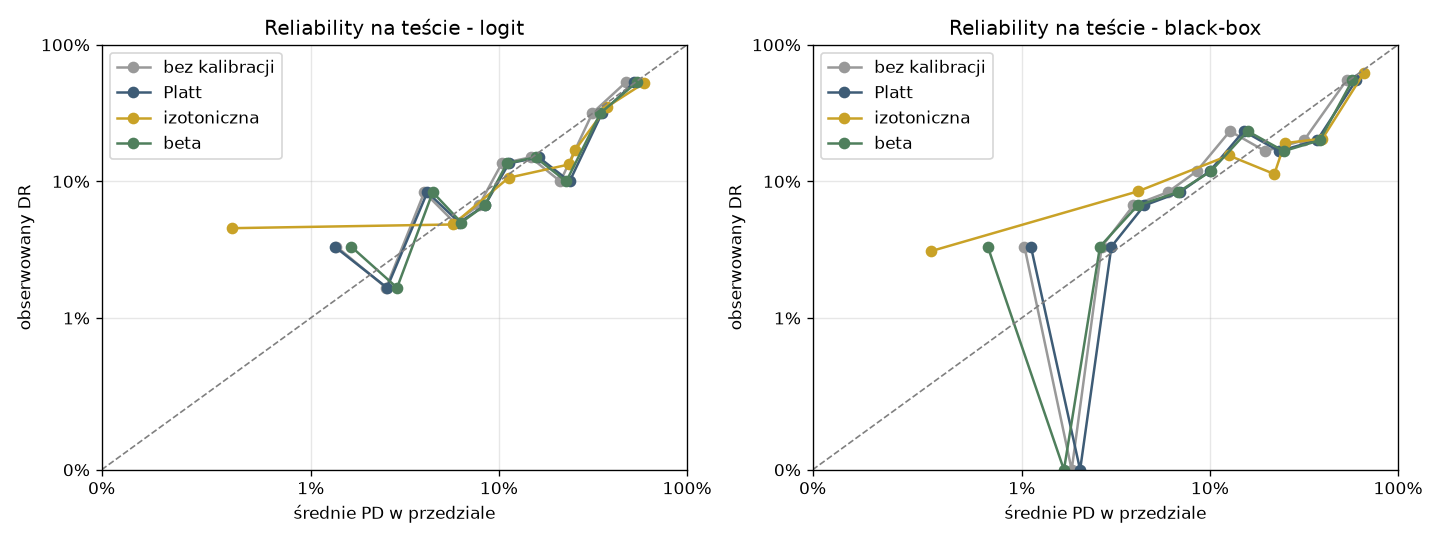 Reliability na teście - logit
100%
10%
1%
0%
obserwowany DR
bez kalibracji
Platt
izotoniczna
beta
0%
1%
10%
100%
średnie PD w przedziale
Reliability na teście - black-box
100%
10%
1%
0%
obserwowany DR
bez kalibracji
Platt
izotoniczna
beta
0%
1%
10%
100%
średnie PD w przedziale